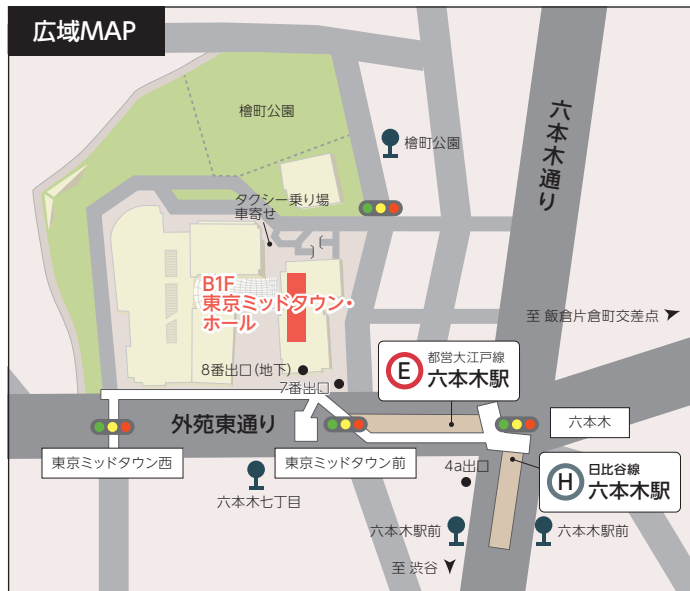 広域MAP
檜町公園
檜町公園
六本木通り
タクシー乗り場
車寄せ
B1F
東京ミッドタウン・
ホール
至 飯倉片倉町交差点
8番出口(地下)
7番出口
E
都営大江戸線
六本木駅
外苑東通り
六本木
東京ミッドタウン西
東京ミッドタウン前
4a出口
H
日比谷線
六本木駅
六本木七丁目
六本木駅前
六本木駅前
至 渋谷